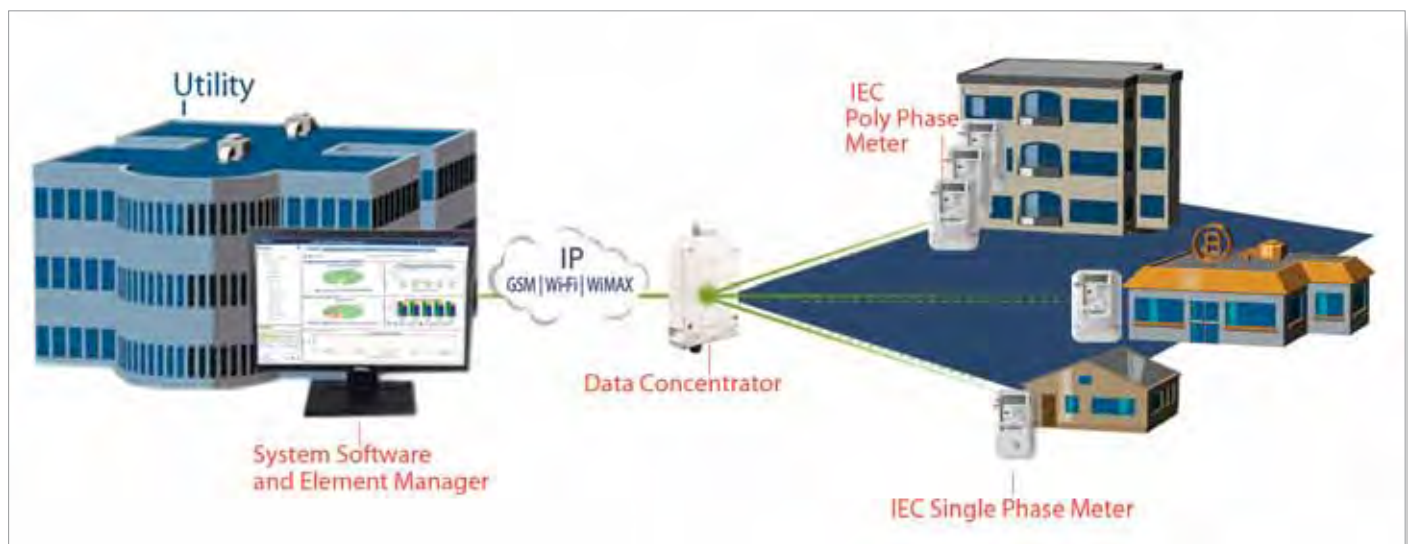 Utility
IEC
Poly Phase
Meter
IP
GSM | Wi-Fi | WiMAX
Data Concentrator
System Software
and Element Manager
IEC Single Phase Meter